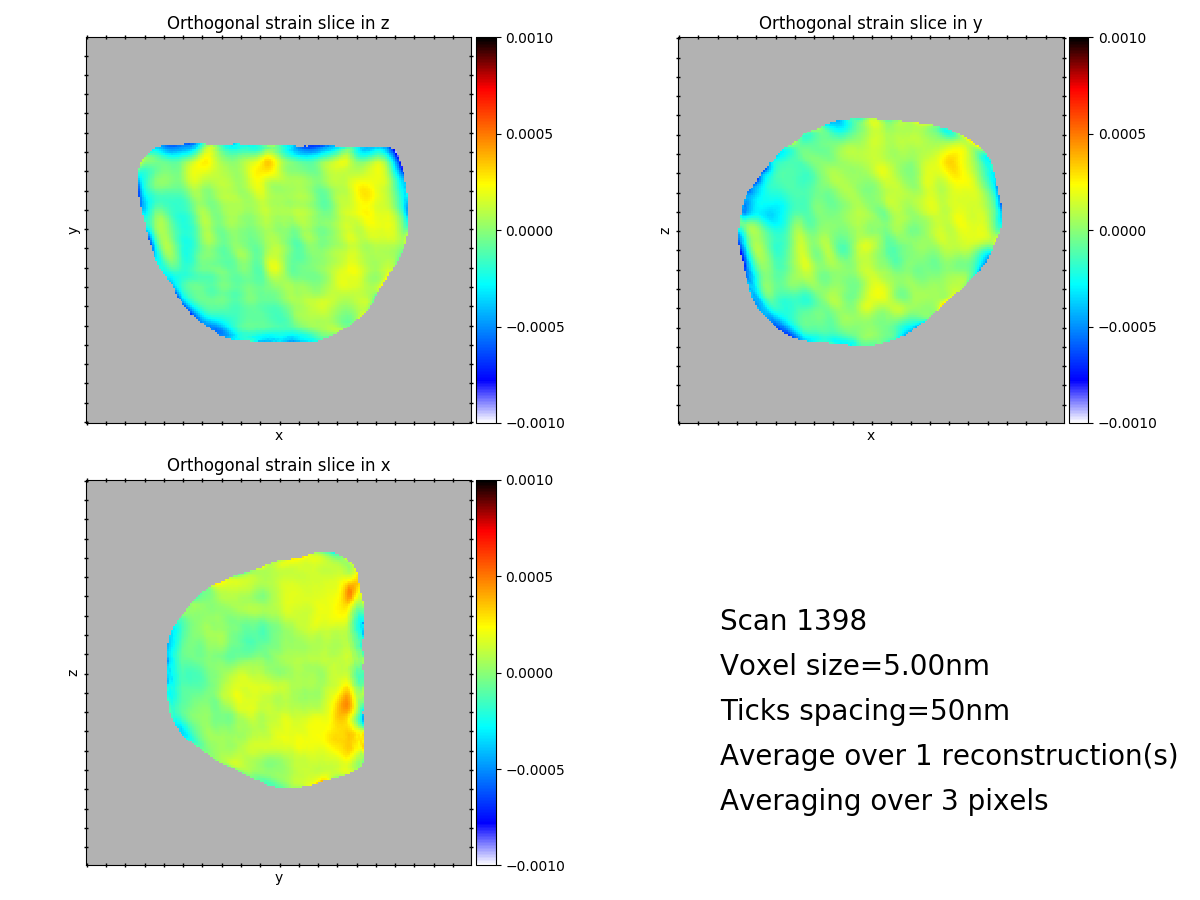 Orthogonal strain slice in z
0.0010
0.0005
0.0000
−0.0005
−0.0010
y
x
Orthogonal strain slice in y
0.0010
0.0005
0.0000
−0.0005
−0.0010
z
x
Orthogonal strain slice in x
0.0010
0.0005
0.0000
−0.0005
−0.0010
z
y
Scan 1398
Voxel size=5.00nm
Ticks spacing=50nm
Average over 1 reconstruction(s)
Averaging over 3 pixels